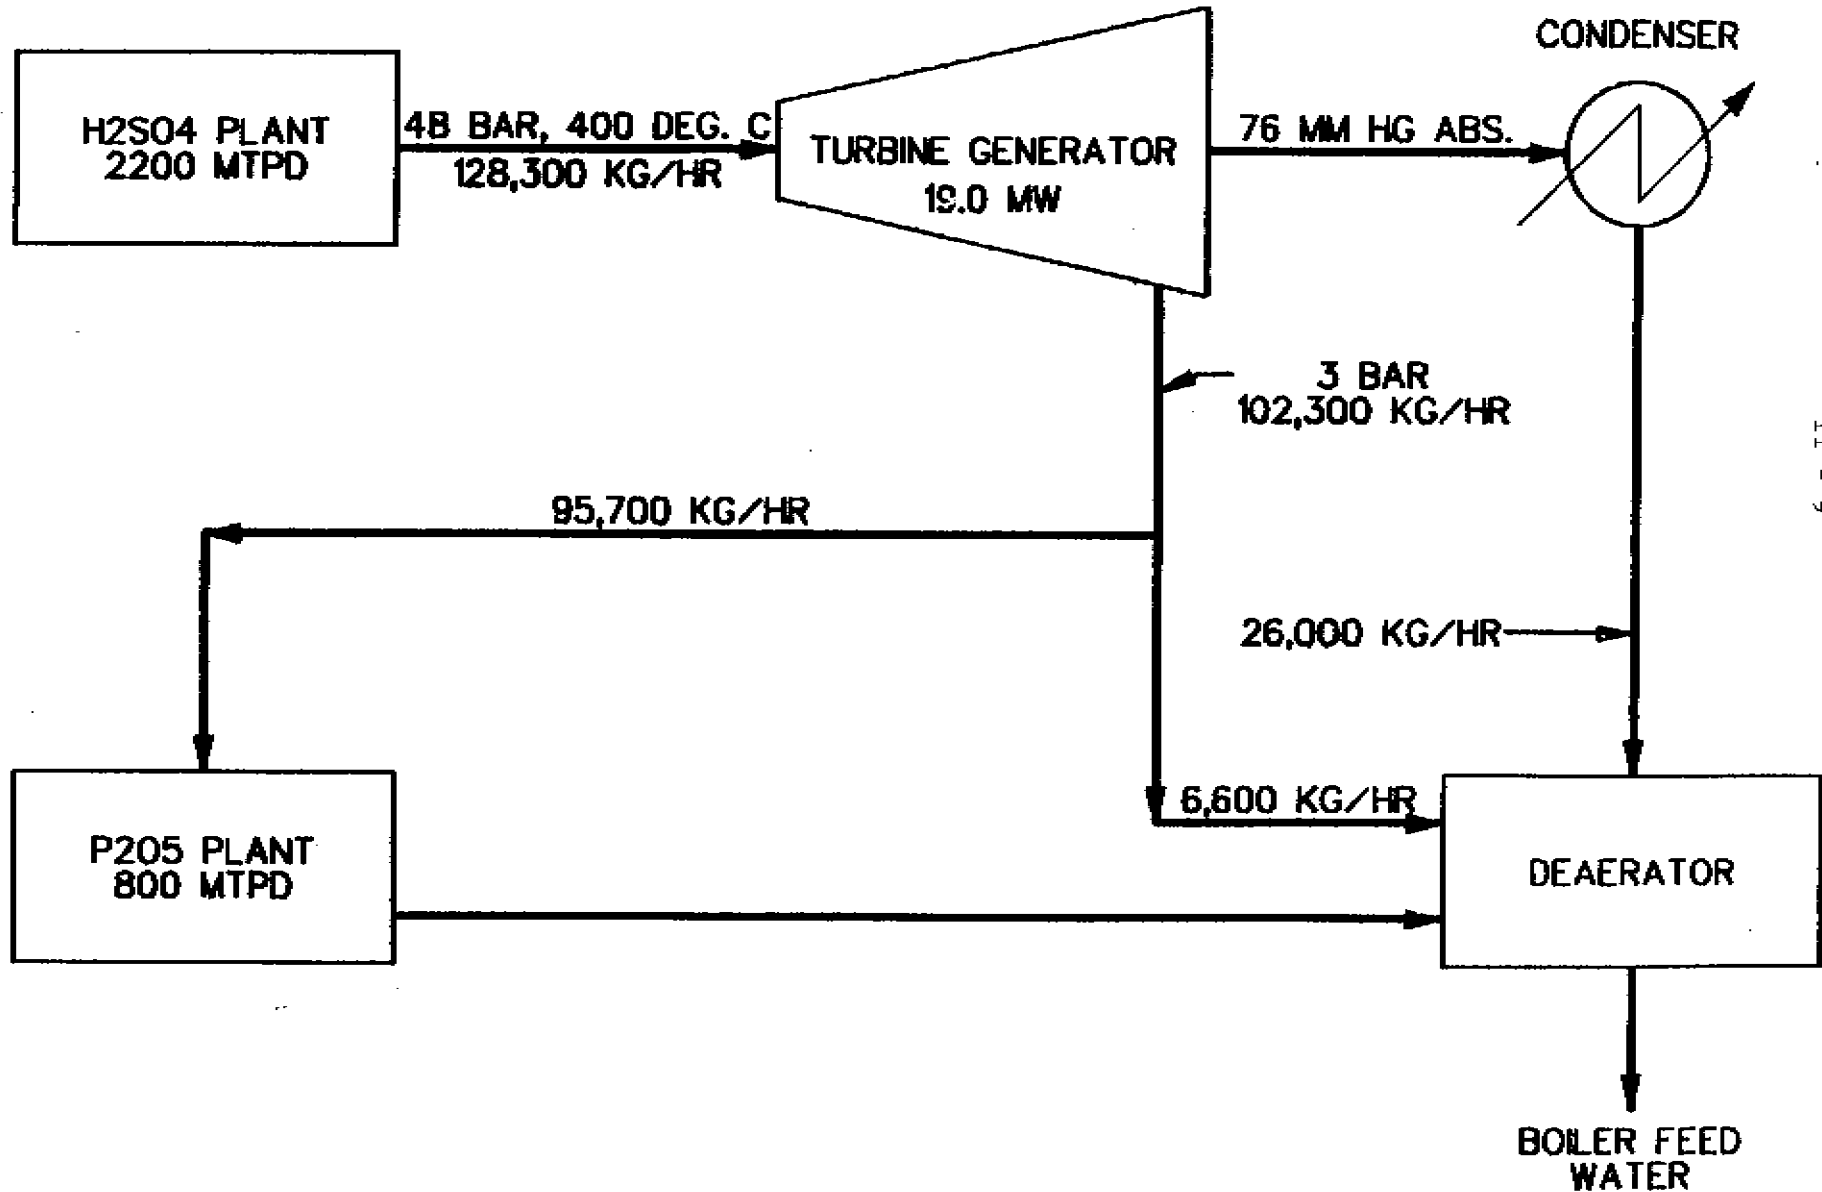 CONDENSER
H2SO4 PLANT
2200 MTPD
48 BAR, 400 DEG. C
128,300 KG/HR
TURBINE GENERATOR
19.0 MW
76 MM HG ABS.
3 BAR
102,300 KG/HR
95,700 KG/HR
26,000 KG/HR
6,600 KG/HR
P2O5 PLANT
800 MTPD
DEAERATOR
BOILER FEED
WATER